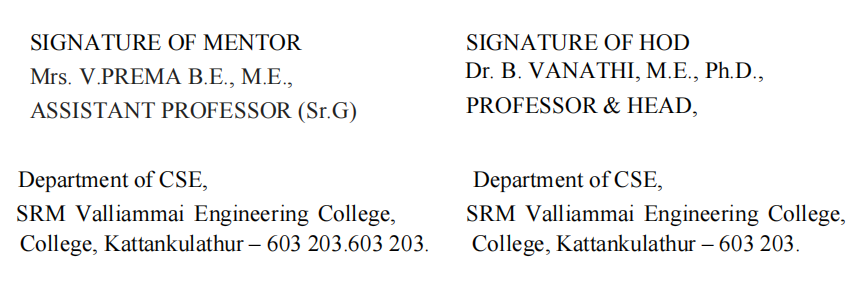 SIGNATURE OF MENTOR
Mrs. V.PREMA B.E., M.E.,
ASSISTANT PROFESSOR (Sr.G)
Department of CSE,
SRM Valliammai Engineering College,
College, Kattankulathur – 603 203.603 203.
SIGNATURE OF HOD
Dr. B. VANATHI, M.E., Ph.D.,
PROFESSOR & HEAD,
Department of CSE,
SRM Valliammai Engineering College,
College, Kattankulathur – 603 203.